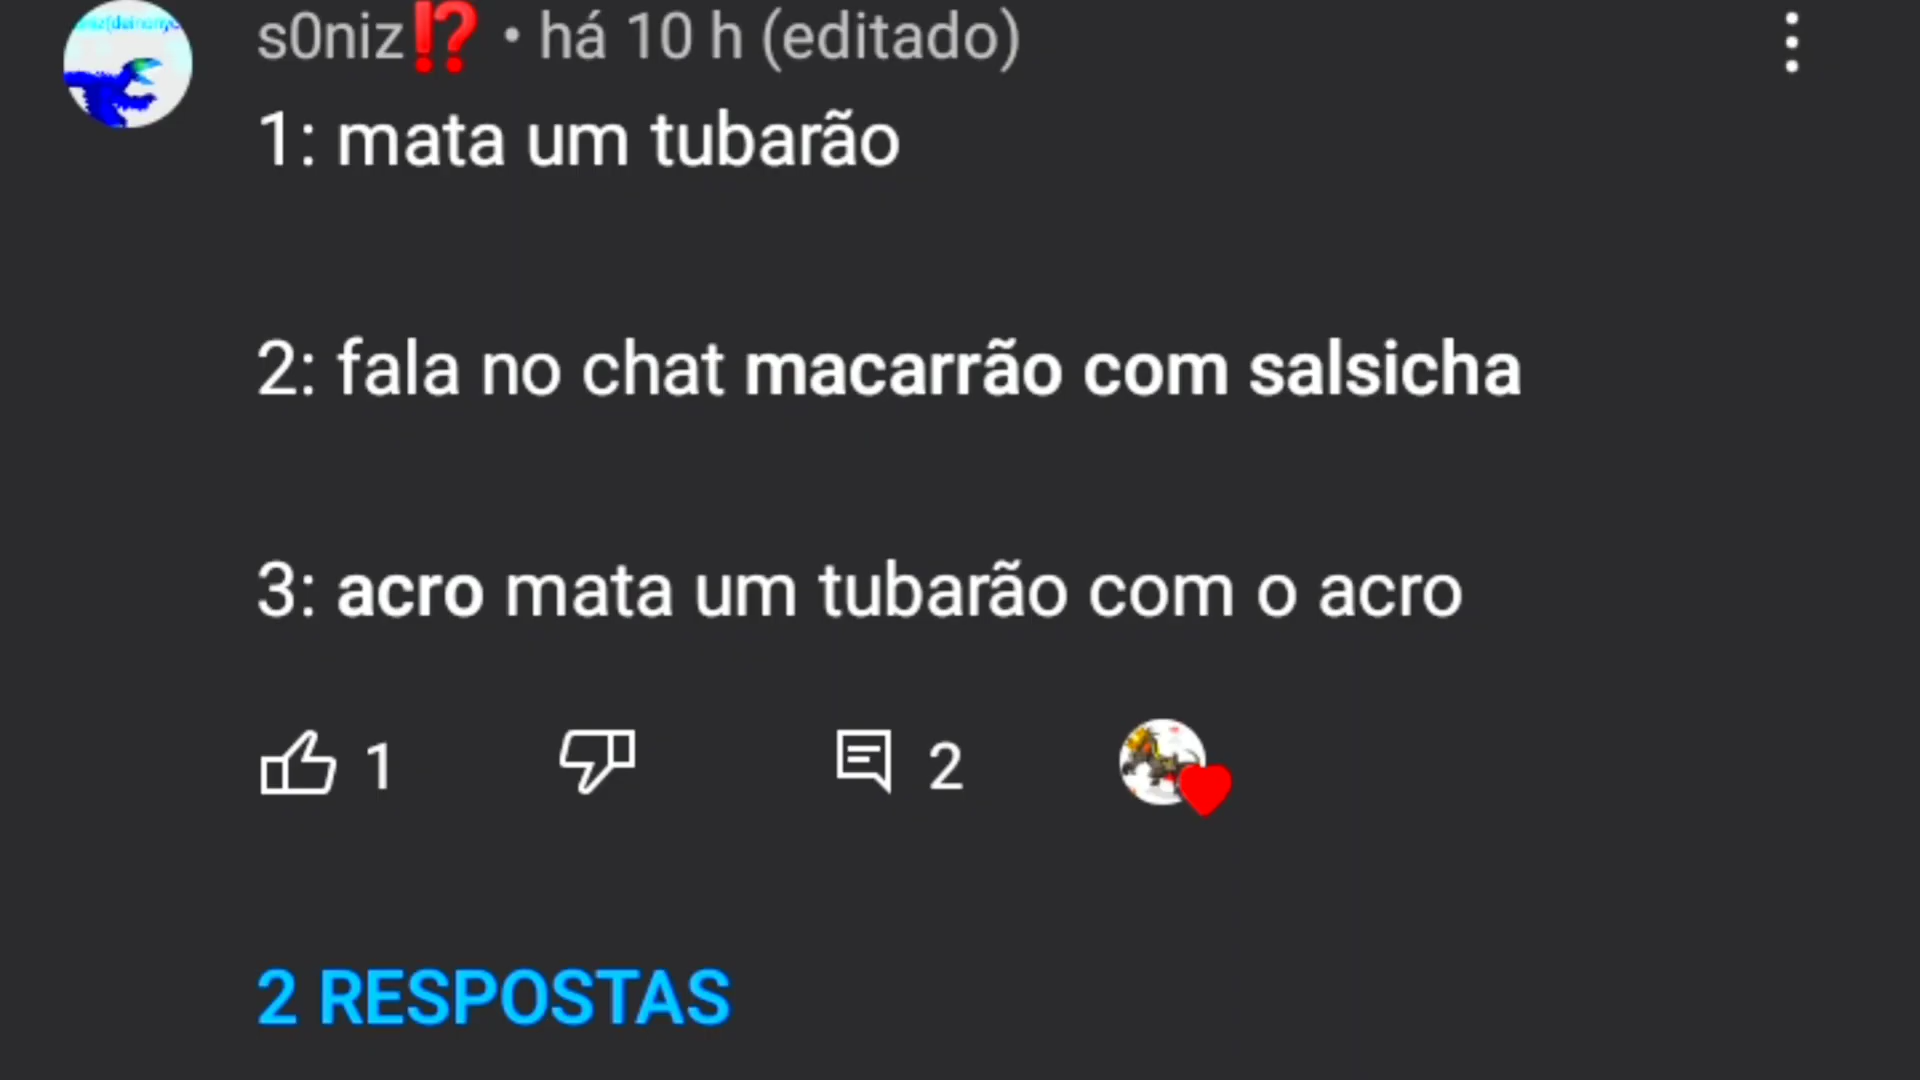 s0niz⁉️ • há 10 h (editado)
1: mata um tubarão
2: fala no chat macarrão com salsicha
3: acro mata um tubarão com o acro
1 2
2 RESPOSTAS